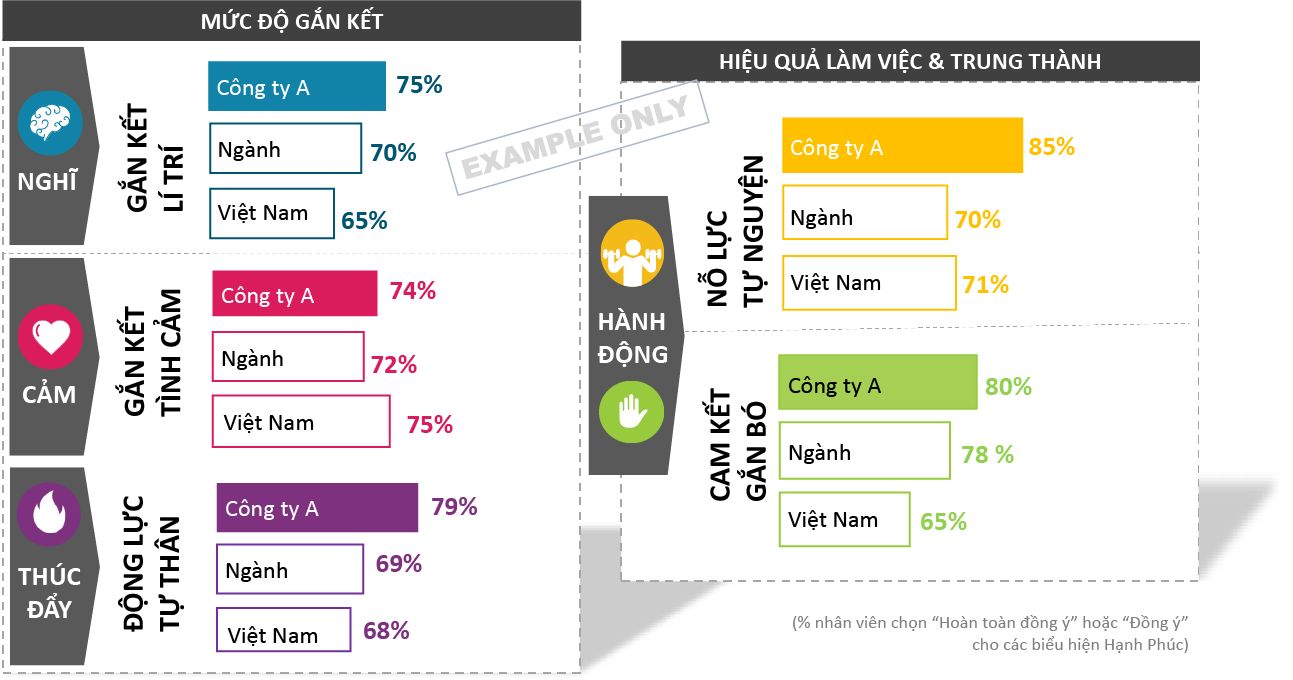 MỨC ĐỘ GẮN KẾT
NGHĨ
GẮN KẾT
LÍ TRÍ
Công ty A
75%
Ngành
70%
Việt Nam
65%
EXAMPLE ONLY
CẢM
GẮN KẾT
TÌNH CẢM
Công ty A
74%
Ngành
72%
Việt Nam
75%
THÚC
ĐẨY
ĐỘNG LỰC
TỰ THÂN
Công ty A
79%
Ngành
69%
Việt Nam
68%
HIỆU QUẢ LÀM VIỆC & TRUNG THÀNH
HÀNH
ĐỘNG
NỖ LỰC
TỰ NGUYỆN
Công ty A
85%
Ngành
70%
Việt Nam
71%
CAM KẾT
GẮN BÓ
Công ty A
80%
Ngành
78 %
Việt Nam
65%
(% nhân viên chọn “Hoàn toàn đồng ý” hoặc “Đồng ý”
cho các biểu hiện Hạnh Phúc)